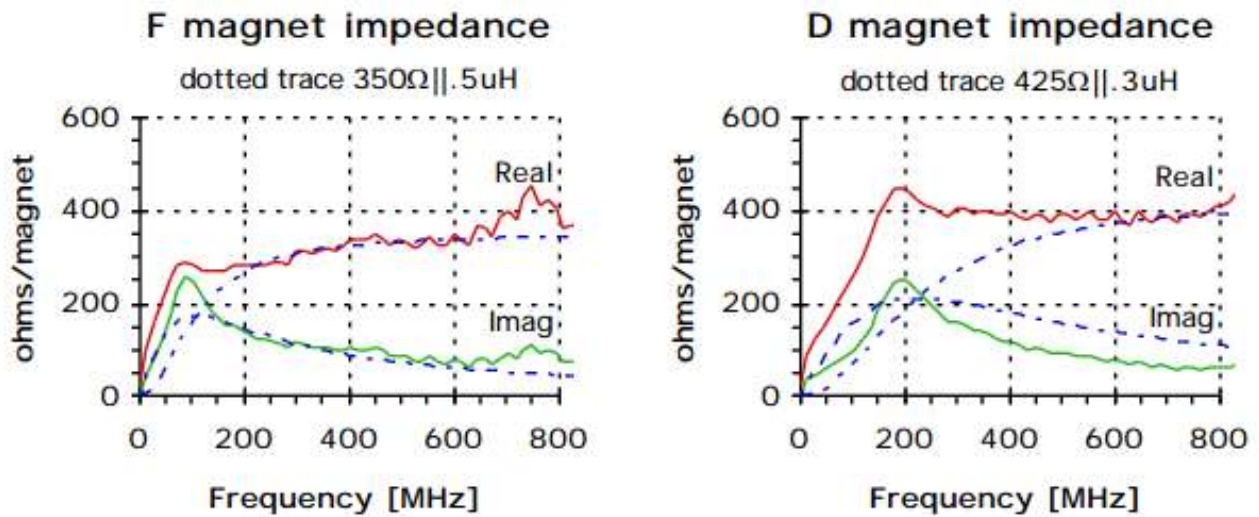 F magnet impedance
dotted trace 350Ω||.5uH
600
400
200
0
ohms/magnet
Real
Imag
0 200 400 600 800
Frequency [MHz]
D magnet impedance
dotted trace 425Ω||.3uH
600
400
200
0
ohms/magnet
Real
Imag
0 200 400 600 800
Frequency [MHz]